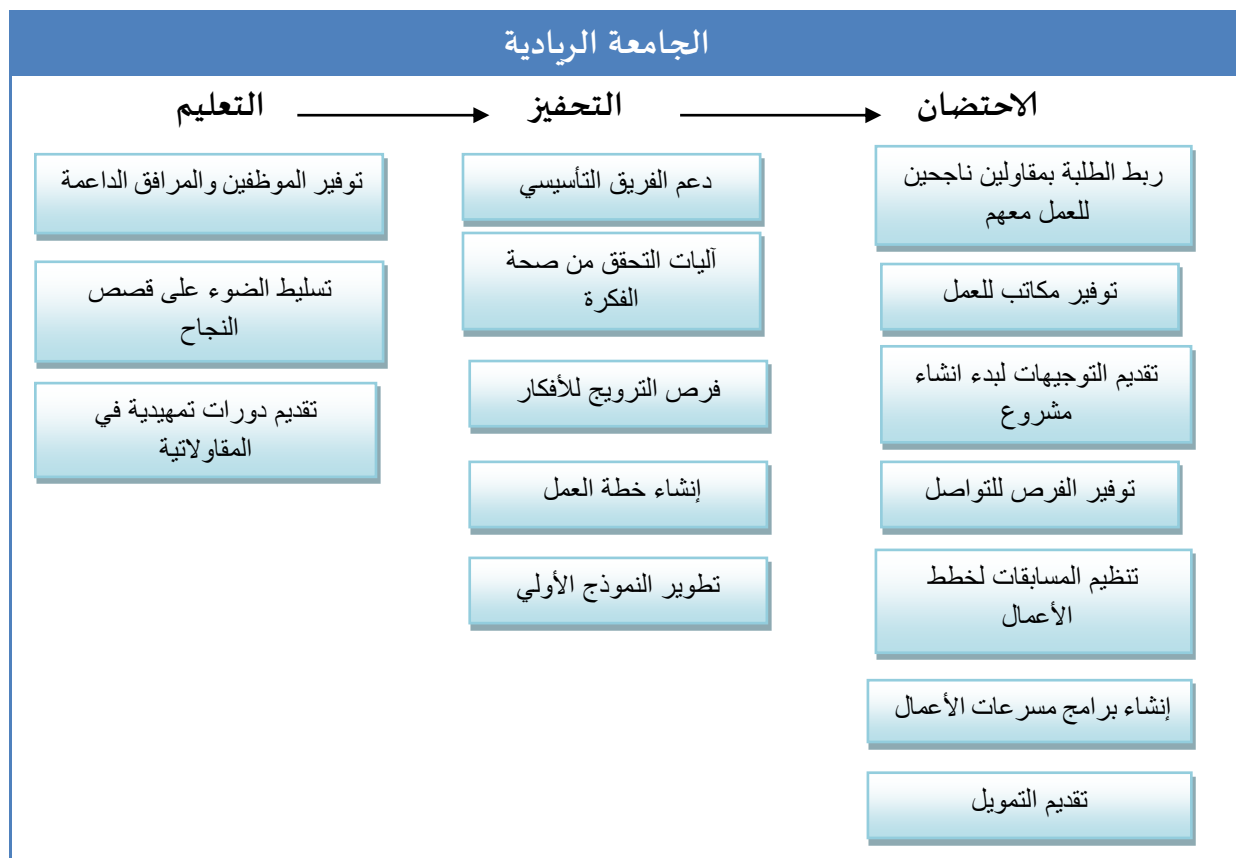 الجامعة الريادية
التعليم
التحفيز
الاحتضان
توفير الموظفين والمرافق الداعمة
تسليط الضوء على قصص
النجاح
تقديم دورات تمهيدية في
المقاولاتية
دعم الفريق التأسيسي
آليات التحقق من صحة
الفكرة
فرص الترويج للأفكار
إنشاء خطة العمل
تطوير النموذج الأولي
ربط الطلبة بمقاولين ناجحين
للعمل معهم
توفير مكاتب للعمل
تقديم التوجيهات لبدء انشاء
مشروع
توفير الفرص للتواصل
تنظيم المسابقات لخطط
الأعمال
إنشاء برامج مسرعات الأعمال
تقديم التمويل